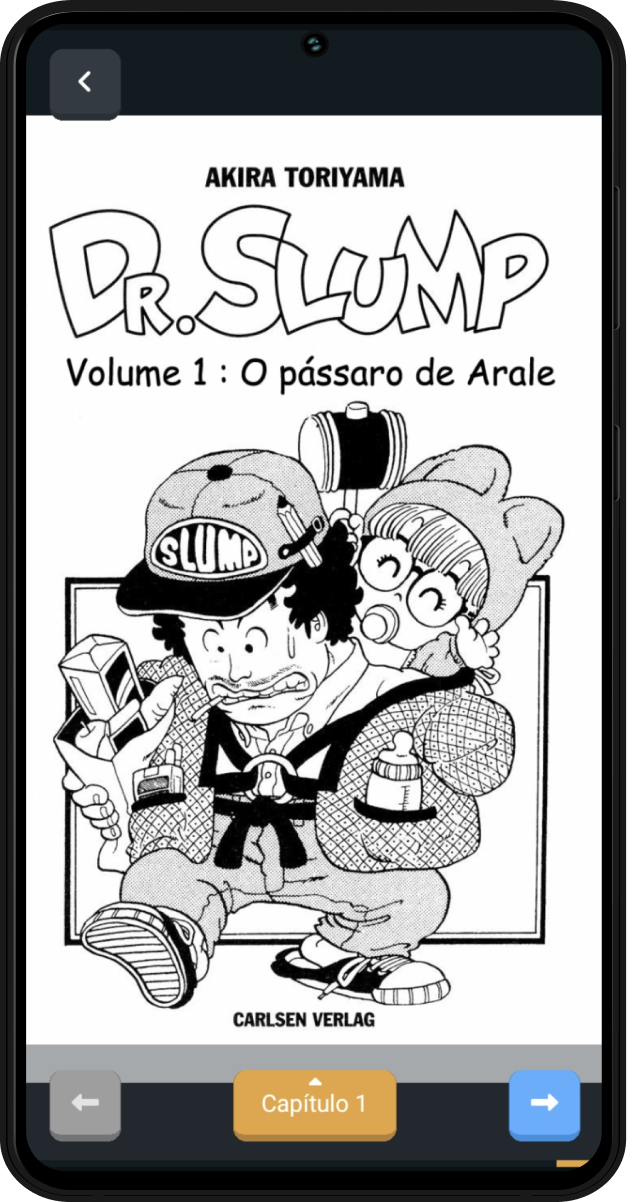 AKIRA TORIYAMA
DR. SLUMP
Volume 1 : O pássaro de Arale
SLUMP
CARLSEN VERLAG
Capítulo 1